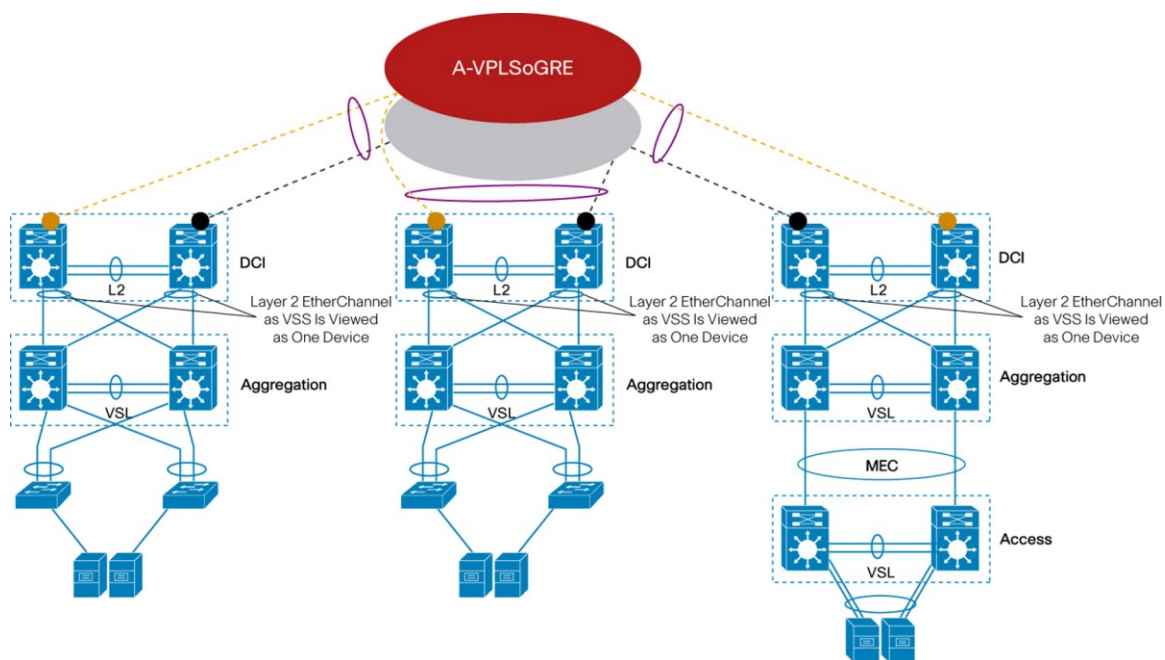 A-VPLSoGRE
DCI
L2
Layer 2 EtherChannel
as VSS Is Viewed
as One Device
Aggregation
VSL
DCI
L2
Layer 2 EtherChannel
as VSS Is Viewed
as One Device
Aggregation
VSL
DCI
L2
Layer 2 EtherChannel
as VSS Is Viewed
as One Device
Aggregation
VSL
MEC
Access
VSL